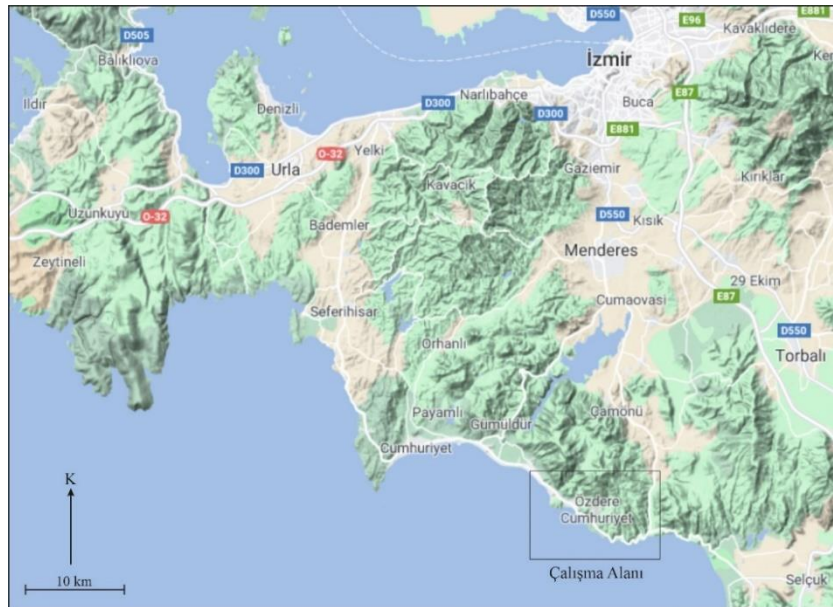 D550
E96
Kavaklıdere
E881
D505
Balıklıova
İzmir
Ildır
Denizli
Narlıbahçe
D300
Buca
E87
Ker
D300
E881
D300
Urla
O-32
Yelki
Gaziemir
Kavacık
Kırıklar
Uzunkuyu
O-32
Bademler
D550
Kısık
Zeytineli
Menderes
29 Ekim
Seferihisar
Cumaovası
E87
D550
Orhanlı
Torbalı
Payamlı
Gümüldür
Çamönü
Cumhuriyet
K
Özdere
Cumhuriyet
10 km
Çalışma Alanı
Selçuk